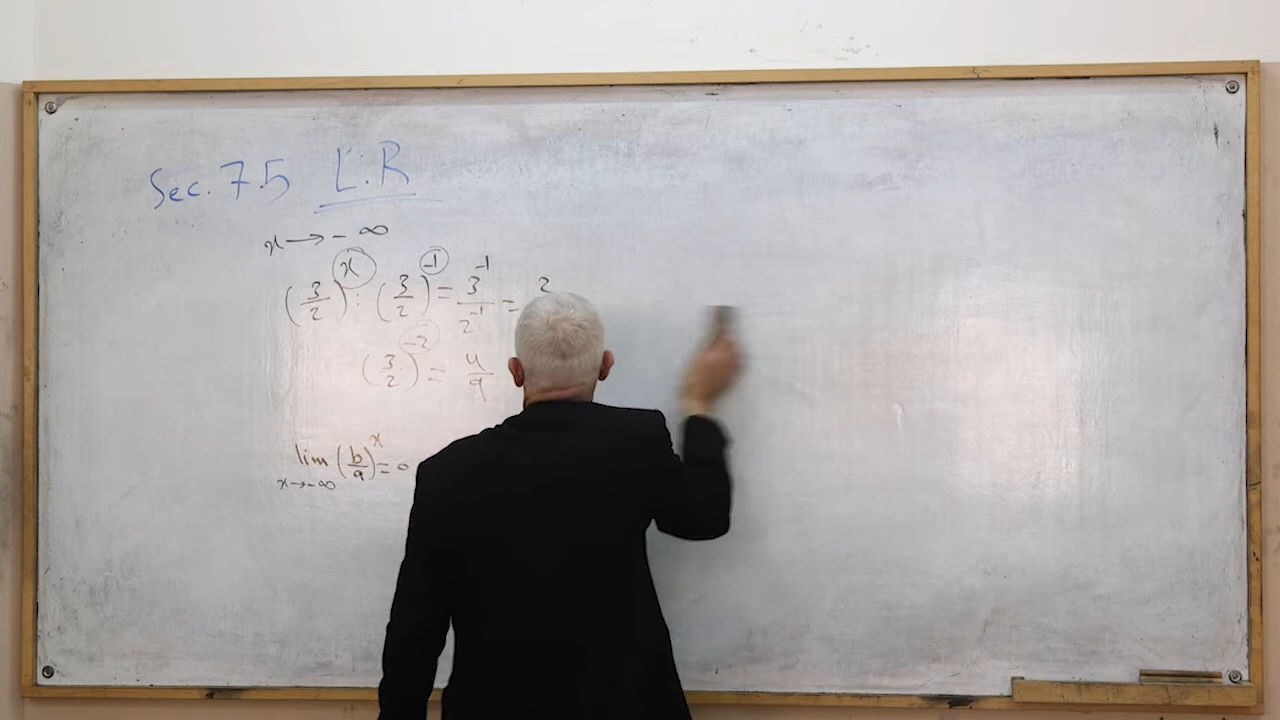 Sec. 7.5 L'.R
x → - ∞
(3/2)^x : (3/2)^-1 = 3^-1/2^-1 = 2
(3/2)^-2 = 4/9
lim x→-∞ (b/a)^x = 0